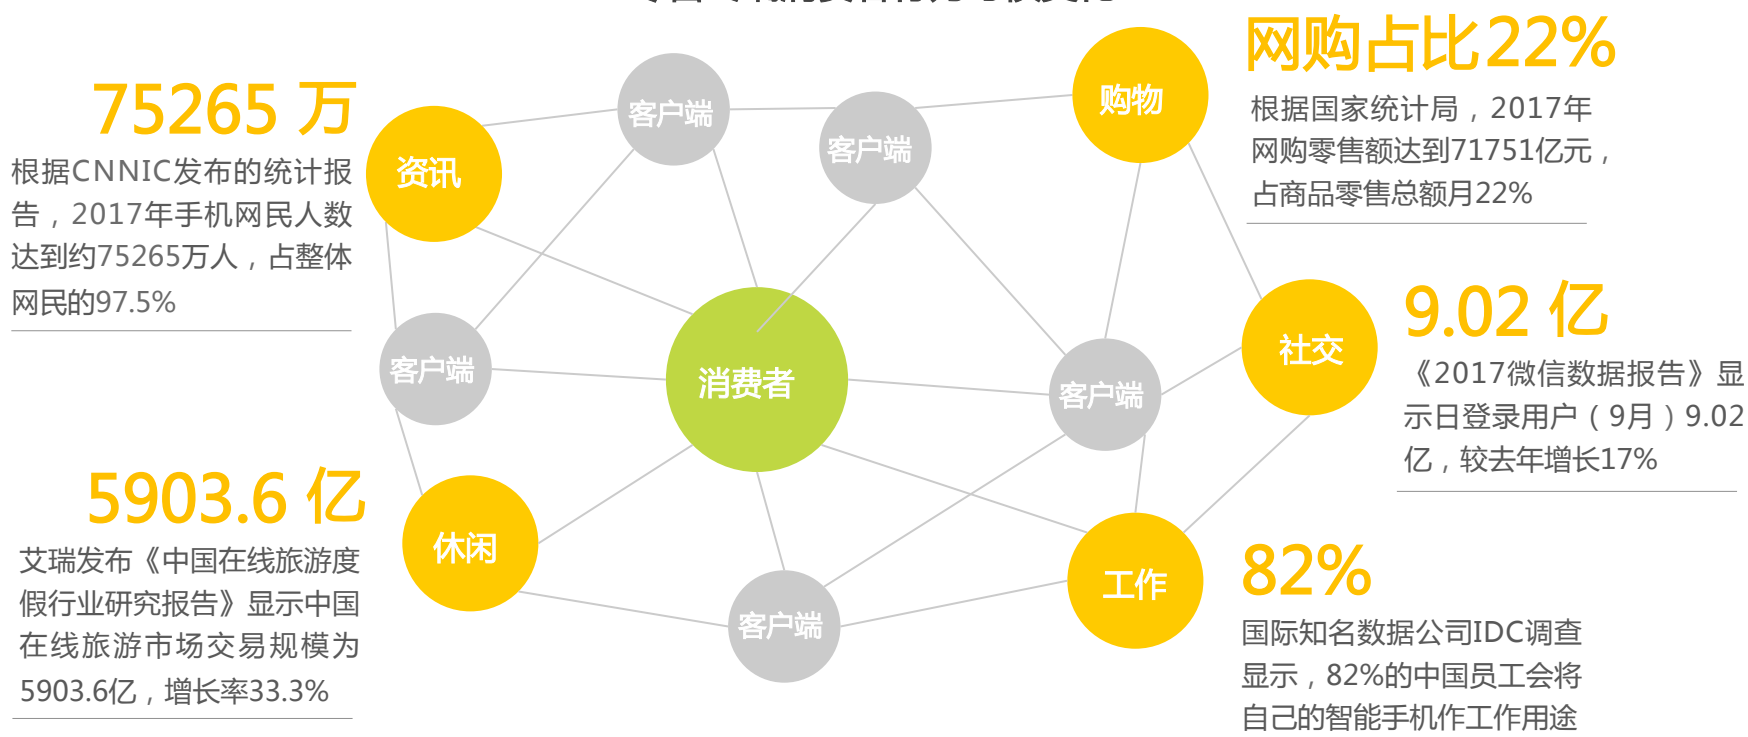 75265 万
根据CNNIC发布的统计报
告，2017年手机网民人数
达到约75265万人，占整体
网民的97.5%
5903.6 亿
艾瑞发布《中国在线旅游度
假行业研究报告》显示中国
在线旅游市场交易规模为
5903.6亿，增长率33.3%
资讯
客户端
客户端
购物
客户端
消费者
客户端
社交
休闲
客户端
工作
网购占比22%
根据国家统计局，2017年
网购零售额达到71751亿元，
占商品零售总额月22%
9.02 亿
《2017微信数据报告》显
示日登录用户（9月）9.02
亿，较去年增长17%
82%
国际知名数据公司IDC调查
显示，82%的中国员工会将
自己的智能手机作工作用途